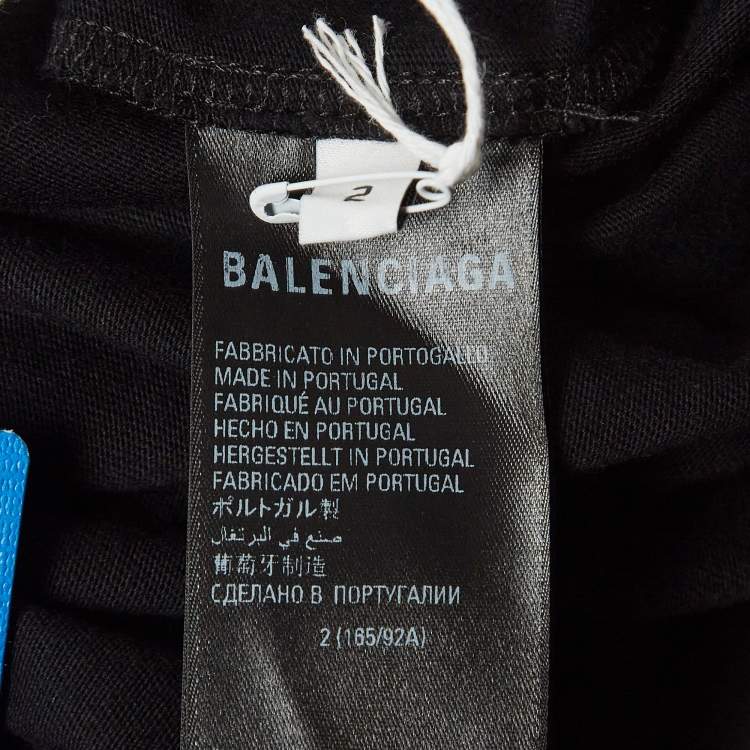 2
BALENCIAGA
FABBRICATO IN PORTOGALLO
MADE IN PORTUGAL
FABRIQUÉ AU PORTUGAL
HECHO EN PORTUGAL
HERGESTELLT IN PORTUGAL
FABRICADO EM PORTUGAL
ポルトガル製
صنع في البرتغال
葡萄牙制造
СДЕЛАНО В ПОРТУГАЛИИ
2 (165/92A)